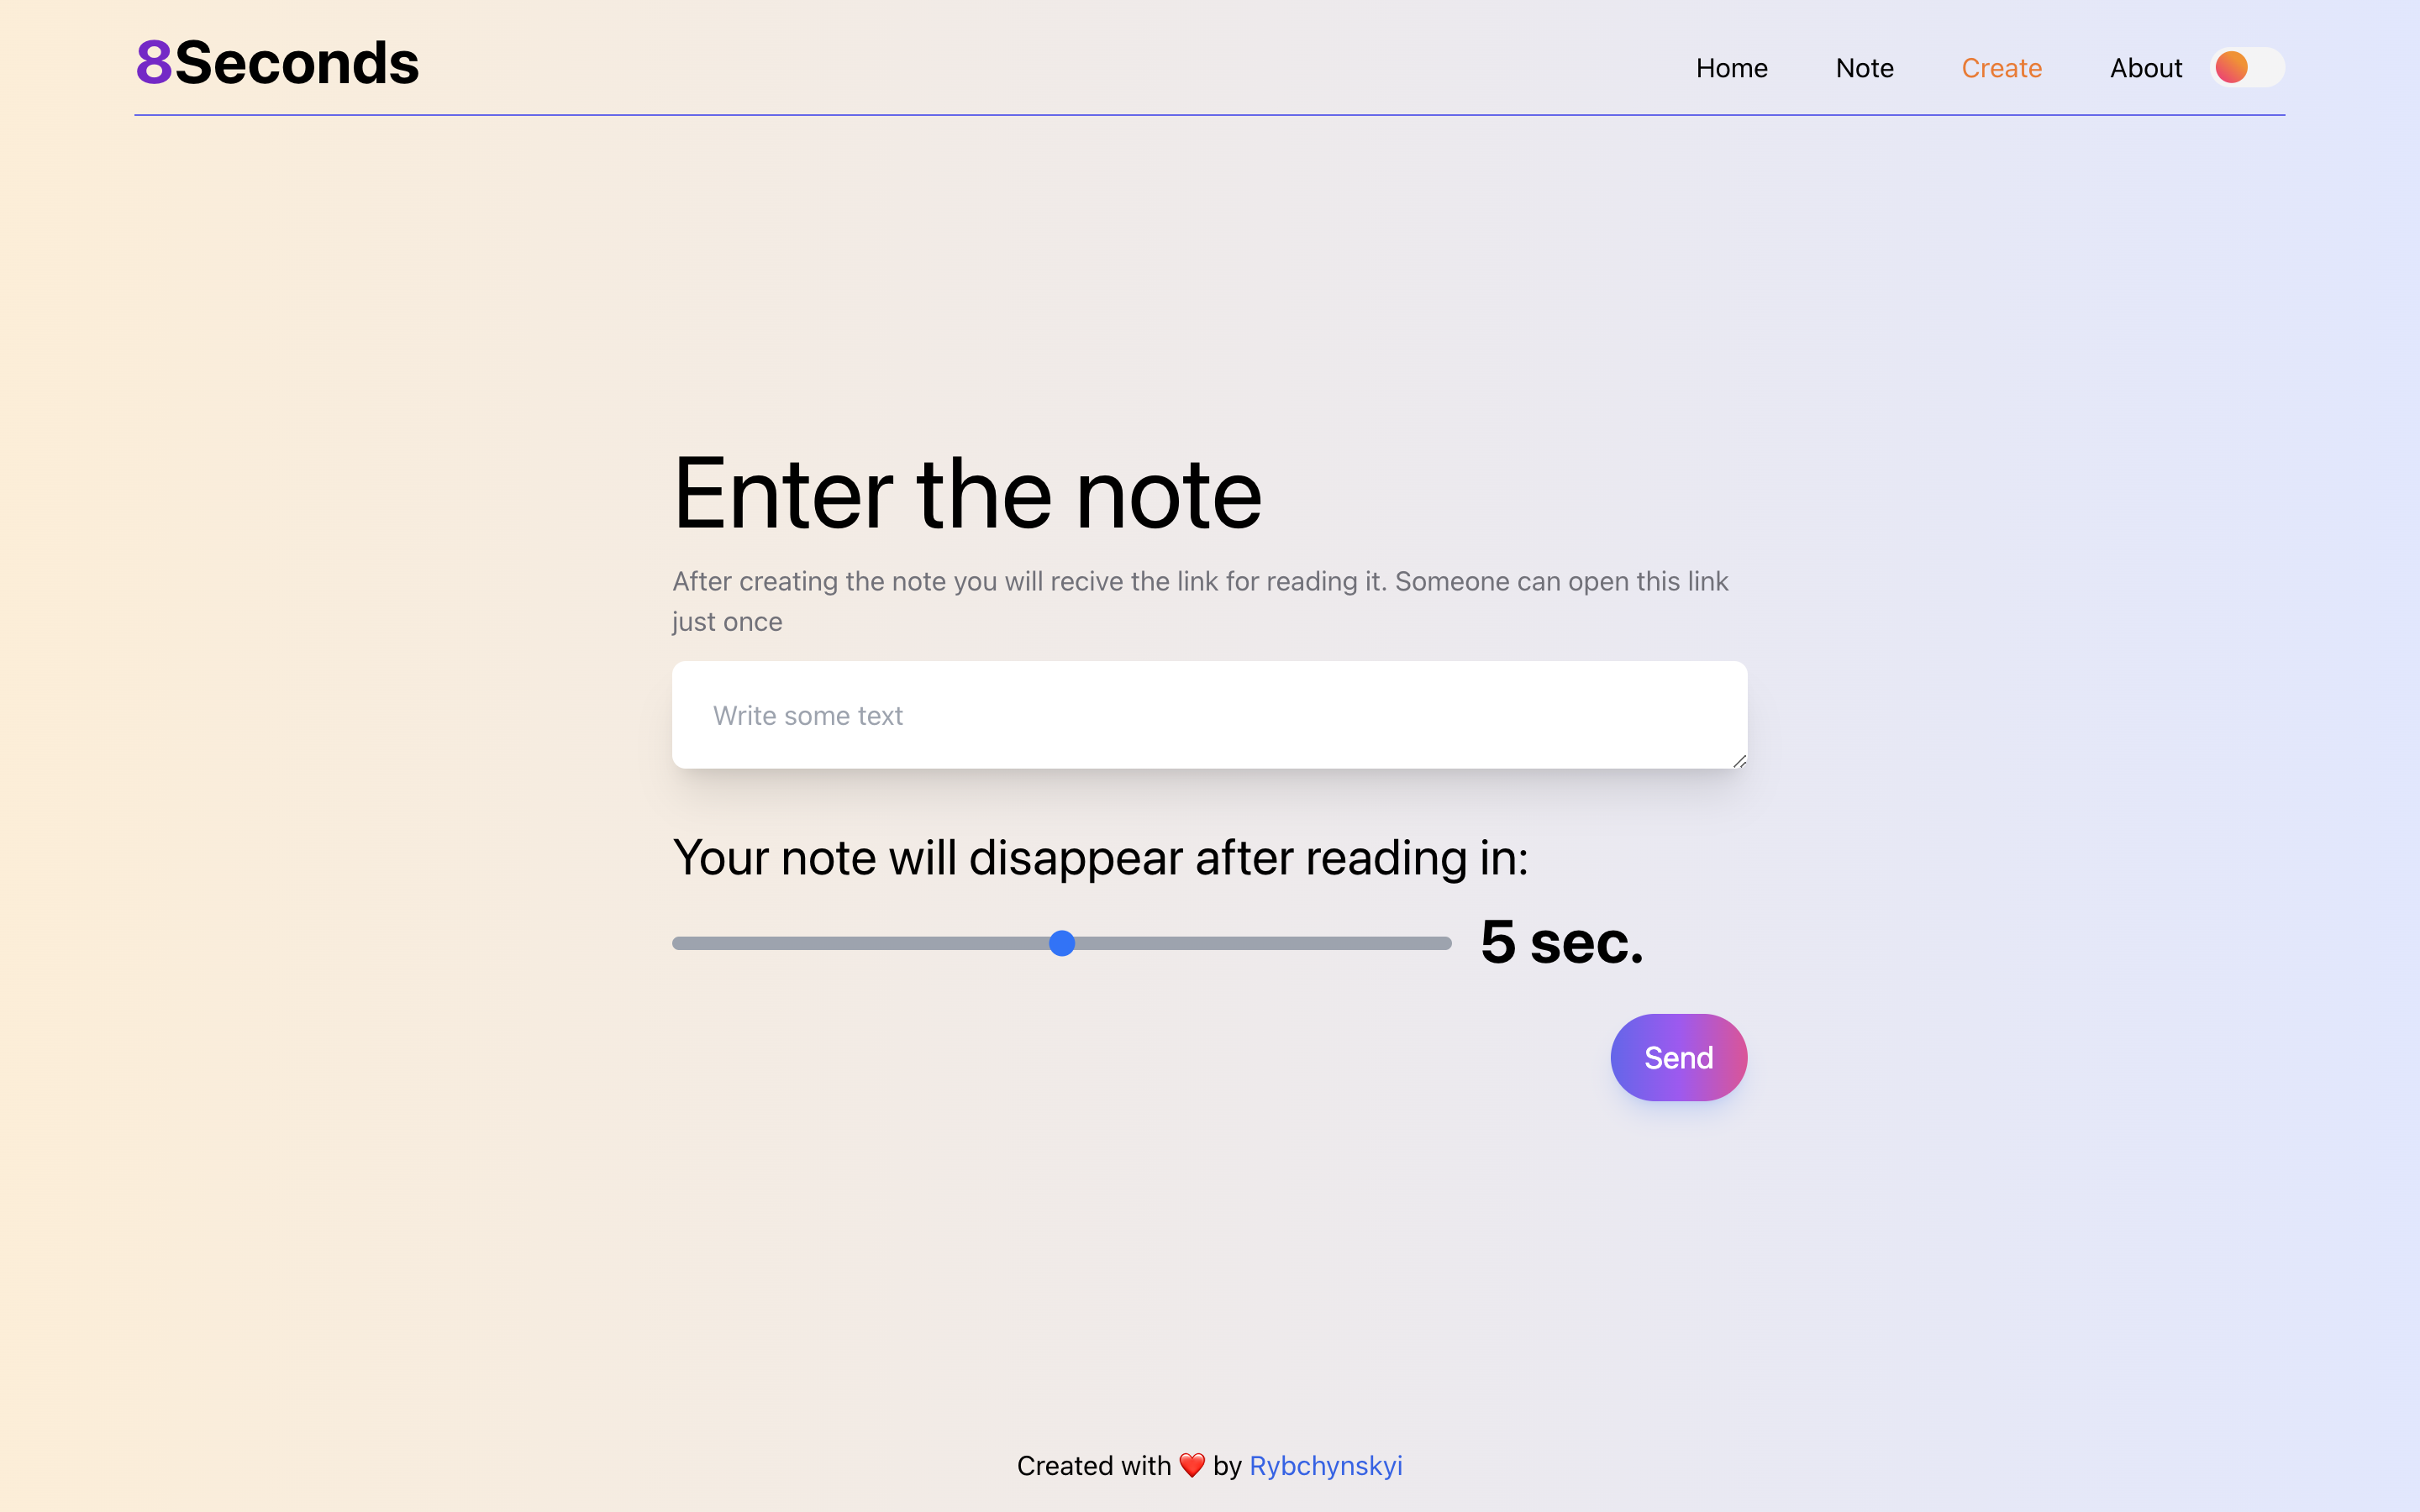 8Seconds
Home Note Create About
Enter the note
After creating the note you will recive the link for reading it. Someone can open this link
just once
Write some text
Your note will disappear after reading in:
5 sec.
Send
Created with ❤️ by Rybchynskyi